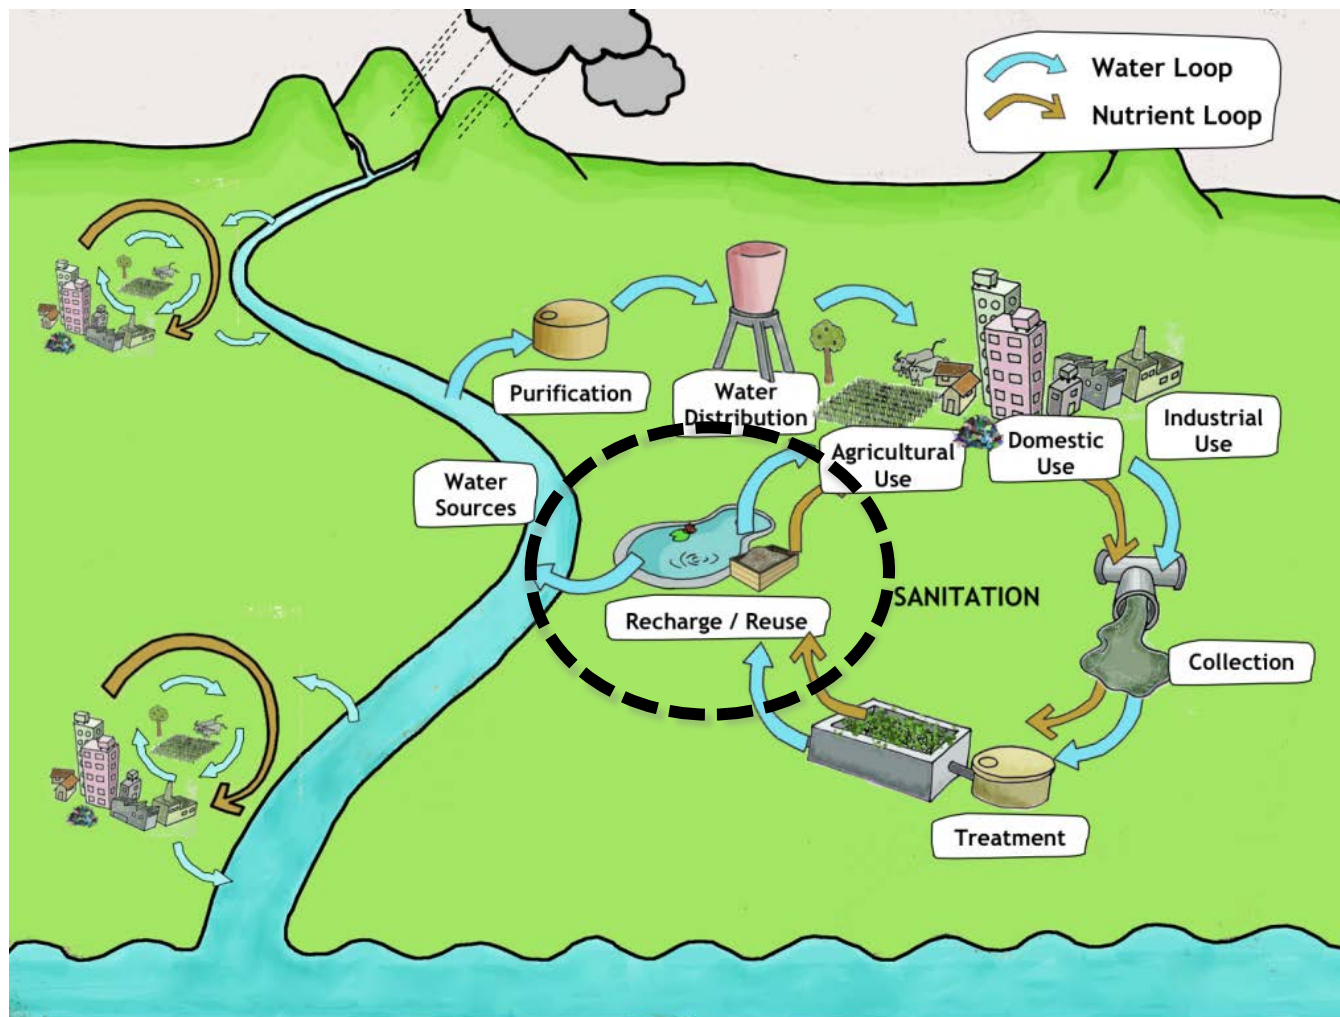 Water Loop
Nutrient Loop
Purification
Water
Distribution
Agricultural
Use
Domestic
Use
Industrial
Use
Water
Sources
Recharge / Reuse
SANITATION
Collection
Treatment